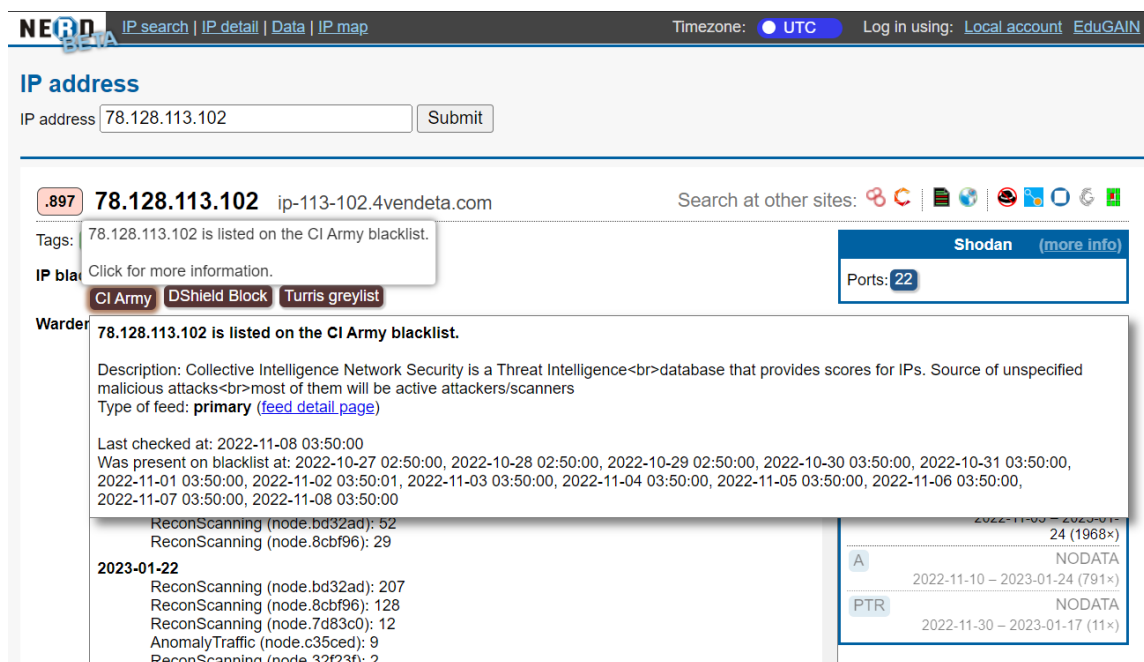 NERD BETA IP search | IP detail | Data | IP map Timezone: UTC Log in using: Local account EduGAIN
IP address
IP address 78.128.113.102 Submit
.897 78.128.113.102 ip-113-102.4vendeta.com Search at other sites:
Tags:
78.128.113.102 is listed on the CI Army blacklist.
Click for more information.
Shodan (more info)
IP bla
Ports: 22
CI Army DShield Block Turris greylist
Warden
78.128.113.102 is listed on the CI Army blacklist.
Description: Collective Intelligence Network Security is a Threat Intelligence<br>database that provides scores for IPs. Source of unspecified
malicious attacks<br>most of them will be active attackers/scanners
Type of feed: primary (feed detail page)
Last checked at: 2022-11-08 03:50:00
Was present on blacklist at: 2022-10-27 02:50:00, 2022-10-28 02:50:00, 2022-10-29 02:50:00, 2022-10-30 03:50:00, 2022-10-31 03:50:00,
2022-11-01 03:50:00, 2022-11-02 03:50:01, 2022-11-03 03:50:00, 2022-11-04 03:50:00, 2022-11-05 03:50:00, 2022-11-06 03:50:00,
2022-11-07 03:50:00, 2022-11-08 03:50:00
ReconScanning (node.bd32ad): 52
ReconScanning (node.8cbf96): 29
2022-11-05 – 2023-01-
24 (1968×)
A NODATA
2022-11-10 – 2023-01-24 (791×)
PTR NODATA
2022-11-30 – 2023-01-17 (11×)
2023-01-22
ReconScanning (node.bd32ad): 207
ReconScanning (node.8cbf96): 128
ReconScanning (node.7d83c0): 12
AnomalyTraffic (node.c35ced): 9
ReconScanning (node.32f23f): 2